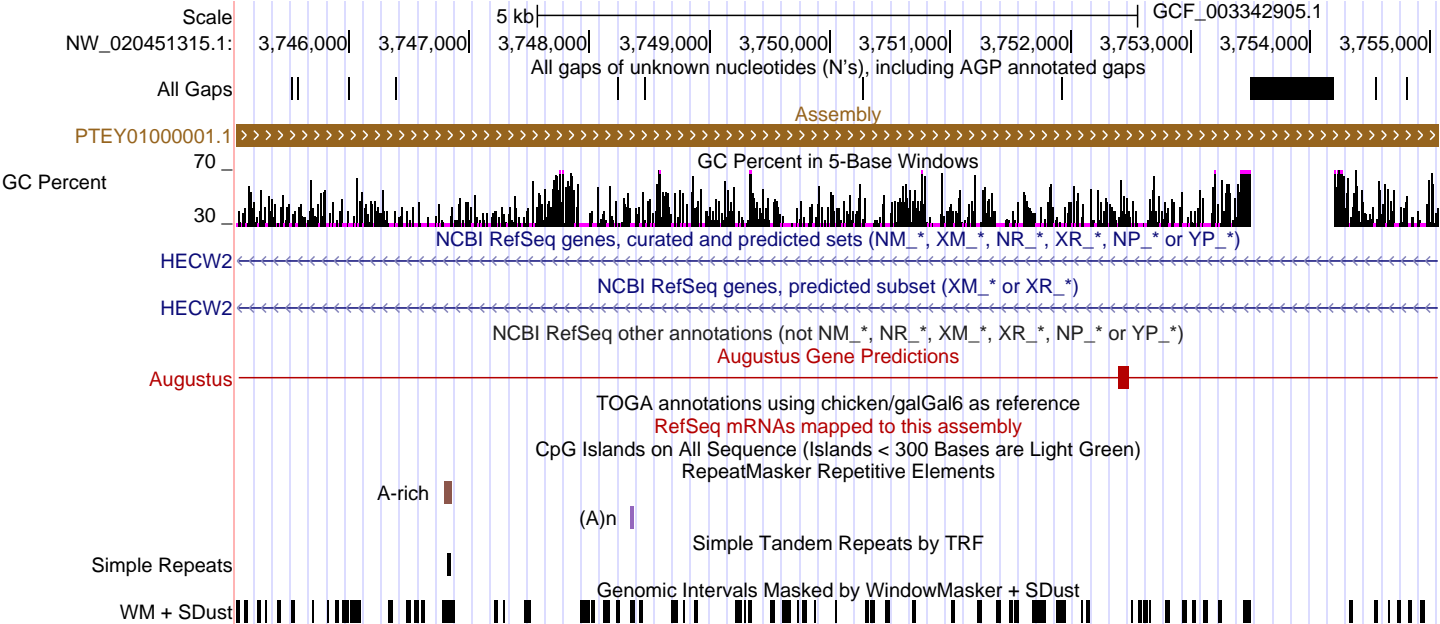 Scale 5 kb GCF_003342905.1
NW_020451315.1: 3,746,000 3,747,000 3,748,000 3,749,000 3,750,000 3,751,000 3,752,000 3,753,000 3,754,000 3,755,000
All gaps of unknown nucleotides (N's), including AGP annotated gaps
All Gaps
Assembly
PTEY01000001.1
70 GC Percent in 5-Base Windows
GC Percent
30
NCBI RefSeq genes, curated and predicted sets (NM_*, XM_*, NR_*, XR_*, NP_* or YP_*)
HECW2
NCBI RefSeq genes, predicted subset (XM_* or XR_*)
HECW2
NCBI RefSeq other annotations (not NM_*, NR_*, XM_*, XR_*, NP_* or YP_*)
Augustus Gene Predictions
Augustus
TOGA annotations using chicken/galGal6 as reference
RefSeq mRNAs mapped to this assembly
CpG Islands on All Sequence (Islands < 300 Bases are Light Green)
RepeatMasker Repetitive Elements
A-rich
(A)n
Simple Tandem Repeats by TRF
Simple Repeats
Genomic Intervals Masked by WindowMasker + SDust
WM + SDust